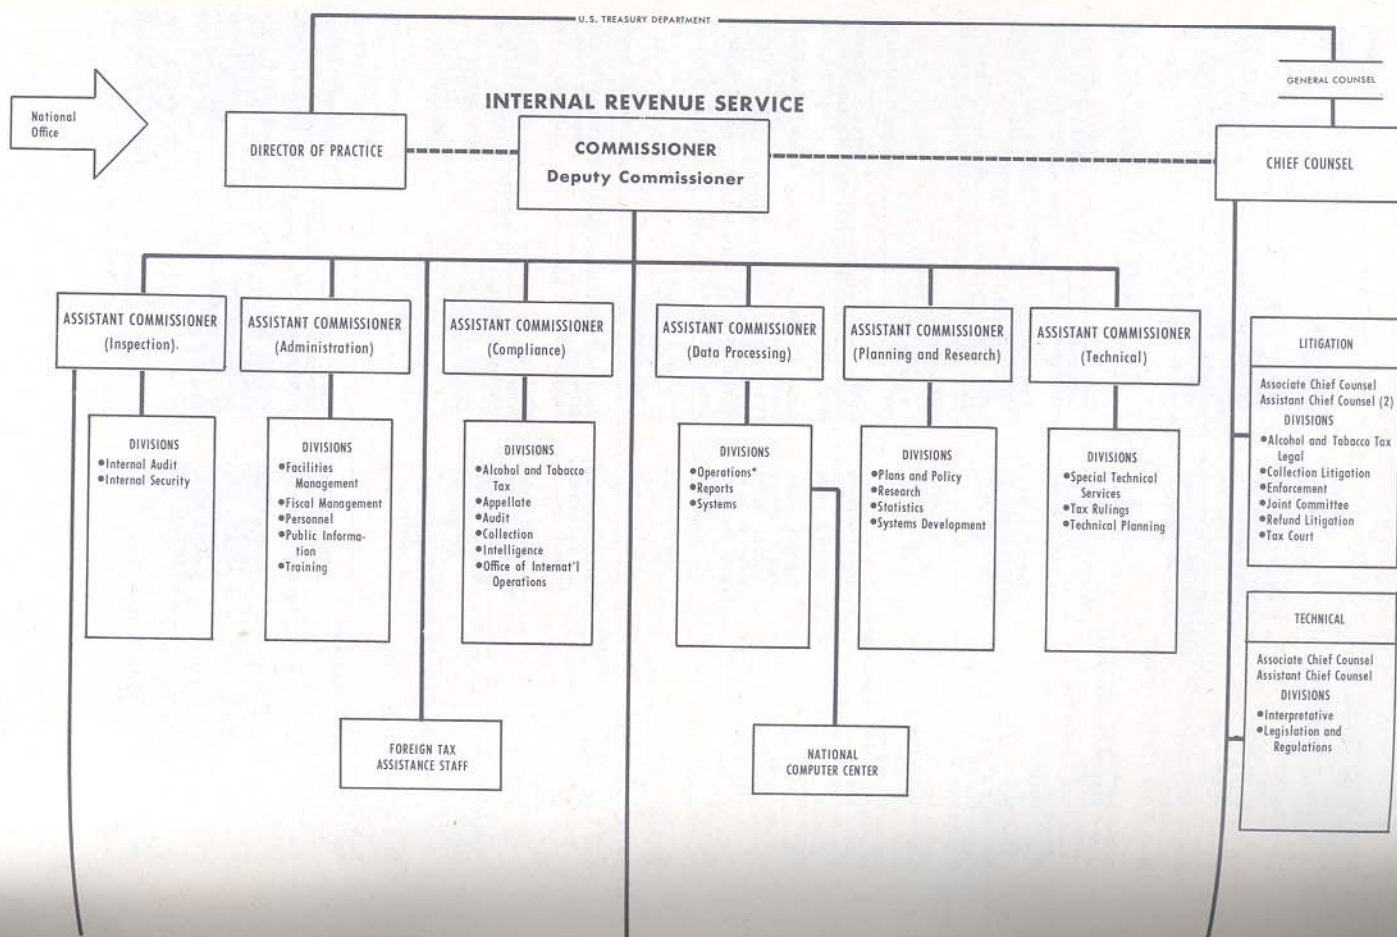 U.S. TREASURY DEPARTMENT
GENERAL COUNSEL
National
Office
INTERNAL REVENUE SERVICE
DIRECTOR OF PRACTICE
COMMISSIONER
Deputy Commissioner
CHIEF COUNSEL
ASSISTANT COMMISSIONER
(Inspection).
ASSISTANT COMMISSIONER
(Administration)
ASSISTANT COMMISSIONER
(Compliance)
ASSISTANT COMMISSIONER
(Data Processing)
ASSISTANT COMMISSIONER
(Planning and Research)
ASSISTANT COMMISSIONER
(Technical)
DIVISIONS
•Internal Audit
•Internal Security
DIVISIONS
•Facilities
Management
•Fiscal Management
•Personnel
•Public Informa-
tion
•Training
DIVISIONS
•Alcohol and Tobacco
Tax
•Appellate
•Audit
•Collection
•Intelligence
•Office of Internat'l
Operations
DIVISIONS
•Operations*
•Reports
•Systems
DIVISIONS
•Plans and Policy
•Research
•Statistics
•Systems Development
DIVISIONS
•Special Technical
Services
•Tax Rulings
•Technical Planning
LITIGATION
Associate Chief Counsel
Assistant Chief Counsel (2)
DIVISIONS
•Alcohol and Tobacco Tax
Legal
•Collection Litigation
•Enforcement
•Joint Committee
•Refund Litigation
•Tax Court
TECHNICAL
Associate Chief Counsel
Assistant Chief Counsel
DIVISIONS
•Interpretative
•Legislation and
Regulations
FOREIGN TAX
ASSISTANCE STAFF
NATIONAL
COMPUTER CENTER